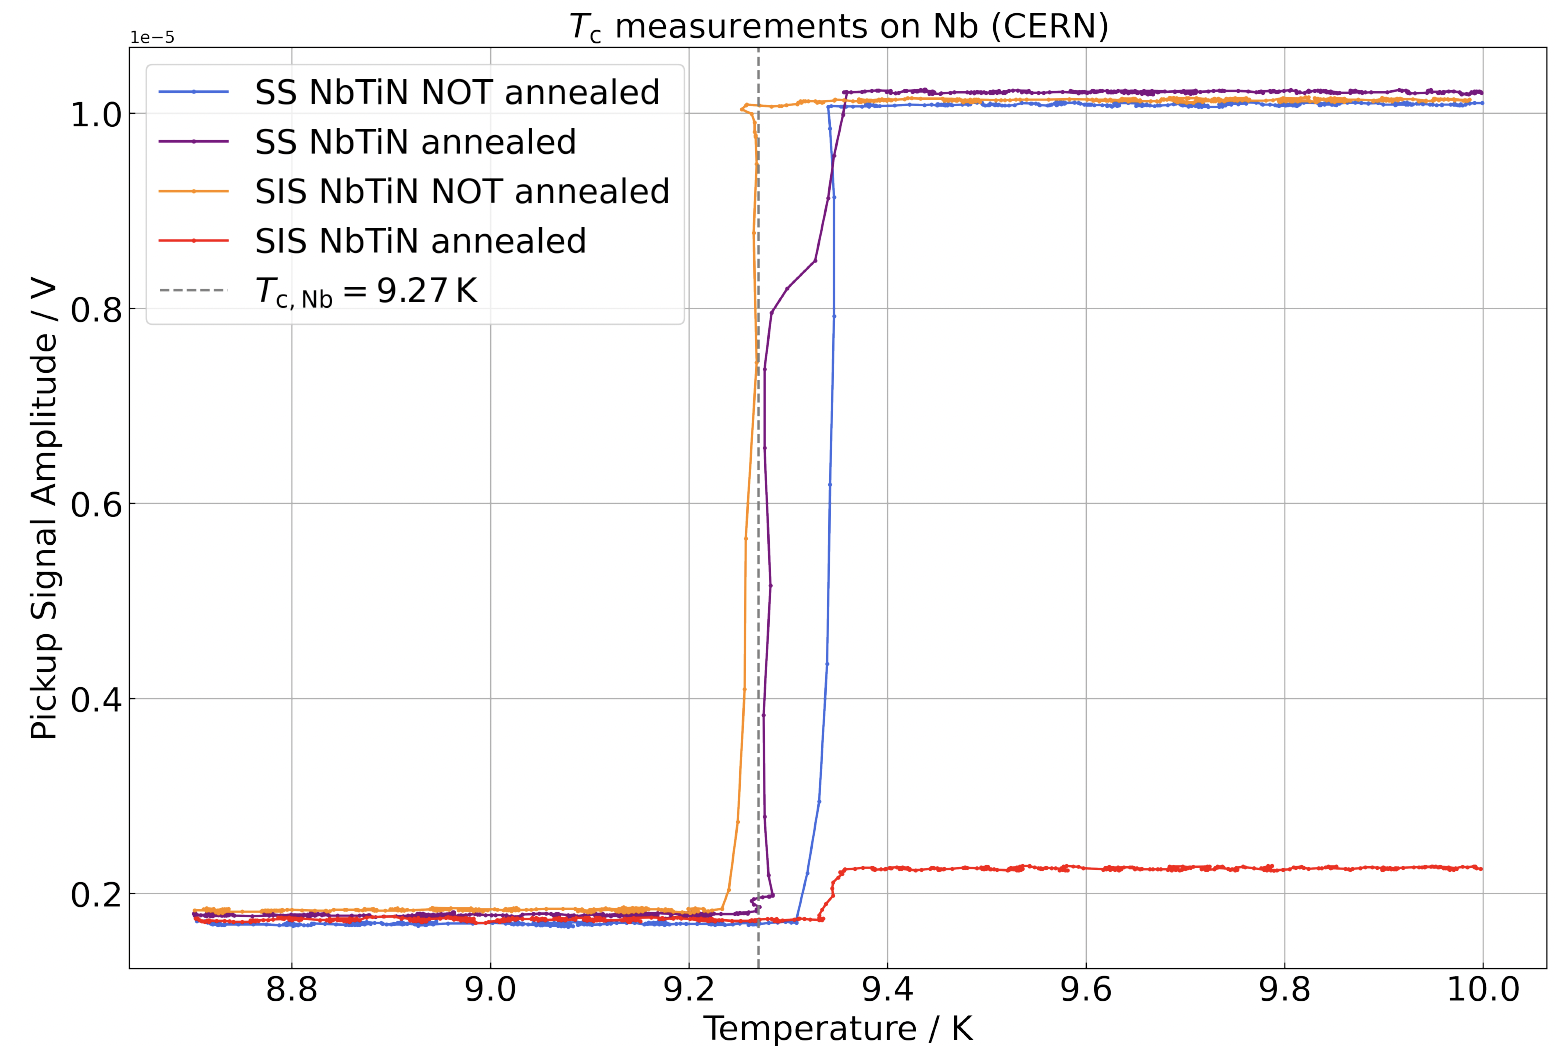 Tc measurements on Nb (CERN)
1e−5
SS NbTiN NOT annealed
SS NbTiN annealed
SIS NbTiN NOT annealed
SIS NbTiN annealed
Tc, Nb = 9.27 K
1.0
0.8
0.6
0.4
0.2
Pickup Signal Amplitude / V
8.8 9.0 9.2 9.4 9.6 9.8 10.0
Temperature / K